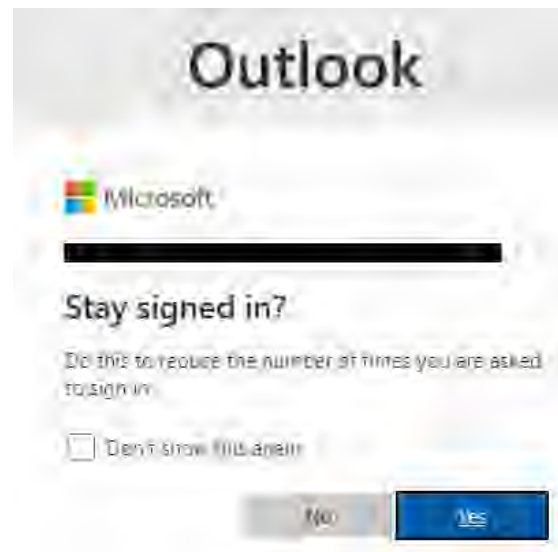 Outlook
Microsoft
Stay signed in?
Do this to reduce the number of times you are asked
to sign in.
Don't show this again
No
Yes